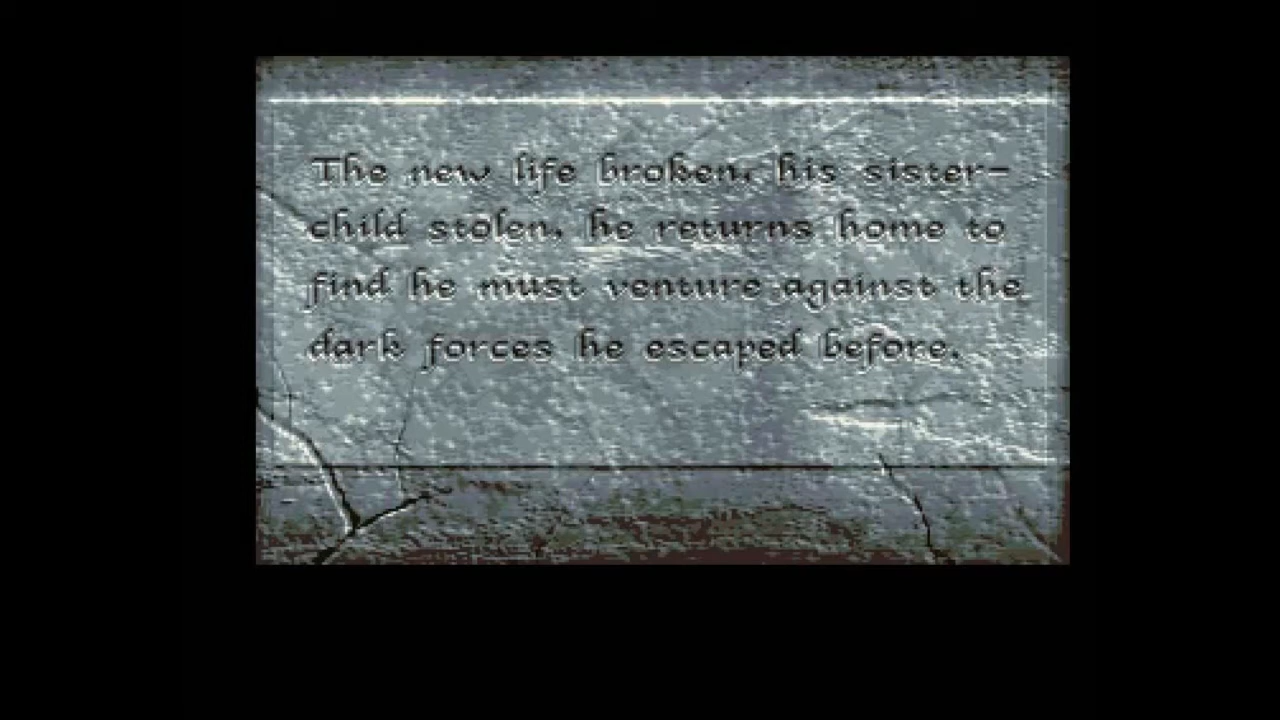 The new life broken, his sister-
child stolen, he returns home to
find he must venture against the
dark forces he escaped before.